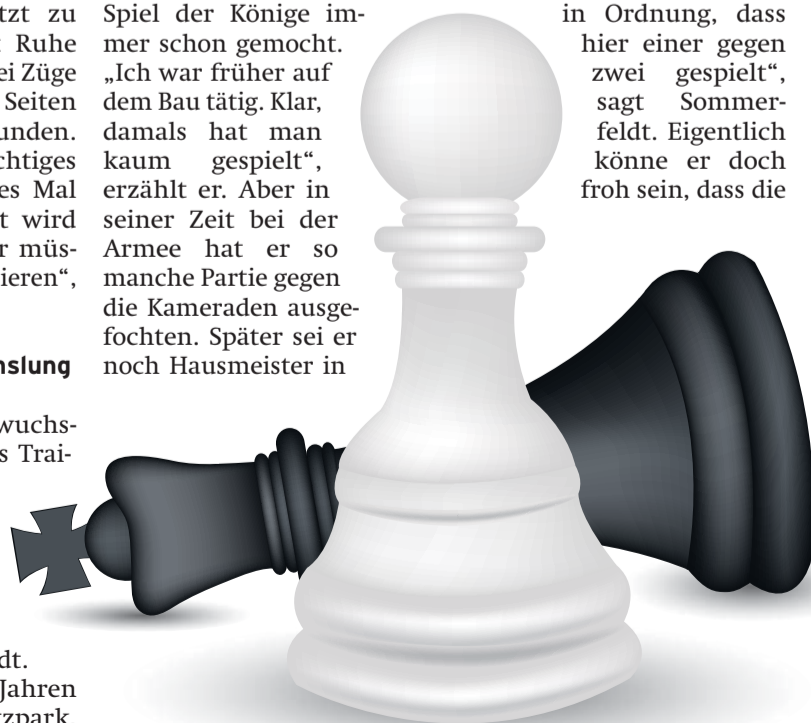 tzt zu
Ruhe
ei Züge
Seiten
unden.
chtiges
es Mal
t wird
r müs-
ieren“,
nslung
wuchs-
s Trai-
dt.
Jahren
tzpark.
Spiel der Könige im-
mer schon gemocht.
„Ich war früher auf
dem Bau tätig. Klar,
damals hat man
kaum gespielt“,
erzählt er. Aber in
seiner Zeit bei der
Armee hat er so
manche Partie gegen
die Kameraden ausge-
fochten. Später sei er
noch Hausmeister in
in Ordnung, dass
hier einer gegen
zwei gespielt“,
sagt Sommer-
feldt. Eigentlich
könne er doch
froh sein, dass die